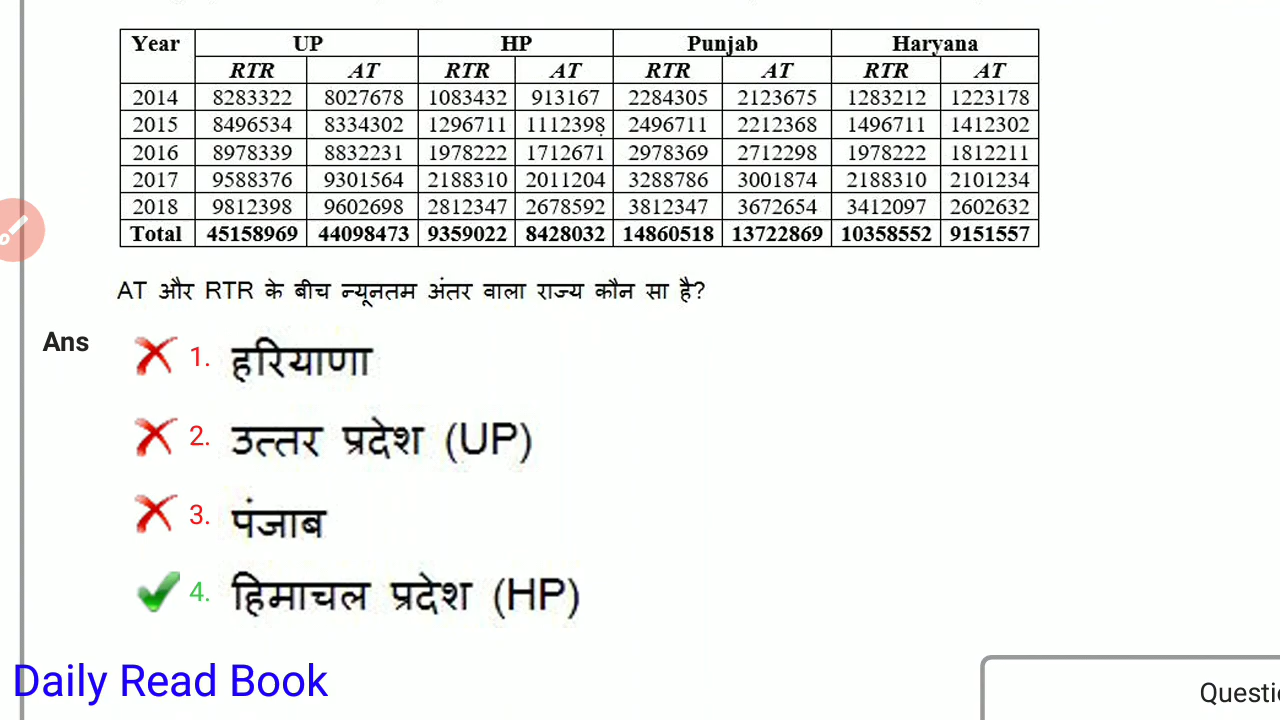 Year UP HP Punjab Haryana
RTR AT RTR AT RTR AT RTR AT
2014 8283322 8027678 1083432 913167 2284305 2123675 1283212 1223178
2015 8496534 8334302 1296711 1112398 2496711 2212368 1496711 1412302
2016 8978339 8832231 1978222 1712671 2978369 2712298 1978222 1812211
2017 9588376 9301564 2188310 2011204 3288786 3001874 2188310 2101234
2018 9812398 9602698 2812347 2678592 3812347 3672654 3412097 2602632
Total 45158969 44098473 9359022 8428032 14860518 13722869 10358552 9151557
AT और RTR के बीच न्यूनतम अंतर वाला राज्य कौन सा है?
Ans
1. हरियाणा
2. उत्तर प्रदेश (UP)
3. पंजाब
4. हिमाचल प्रदेश (HP)
Daily Read Book